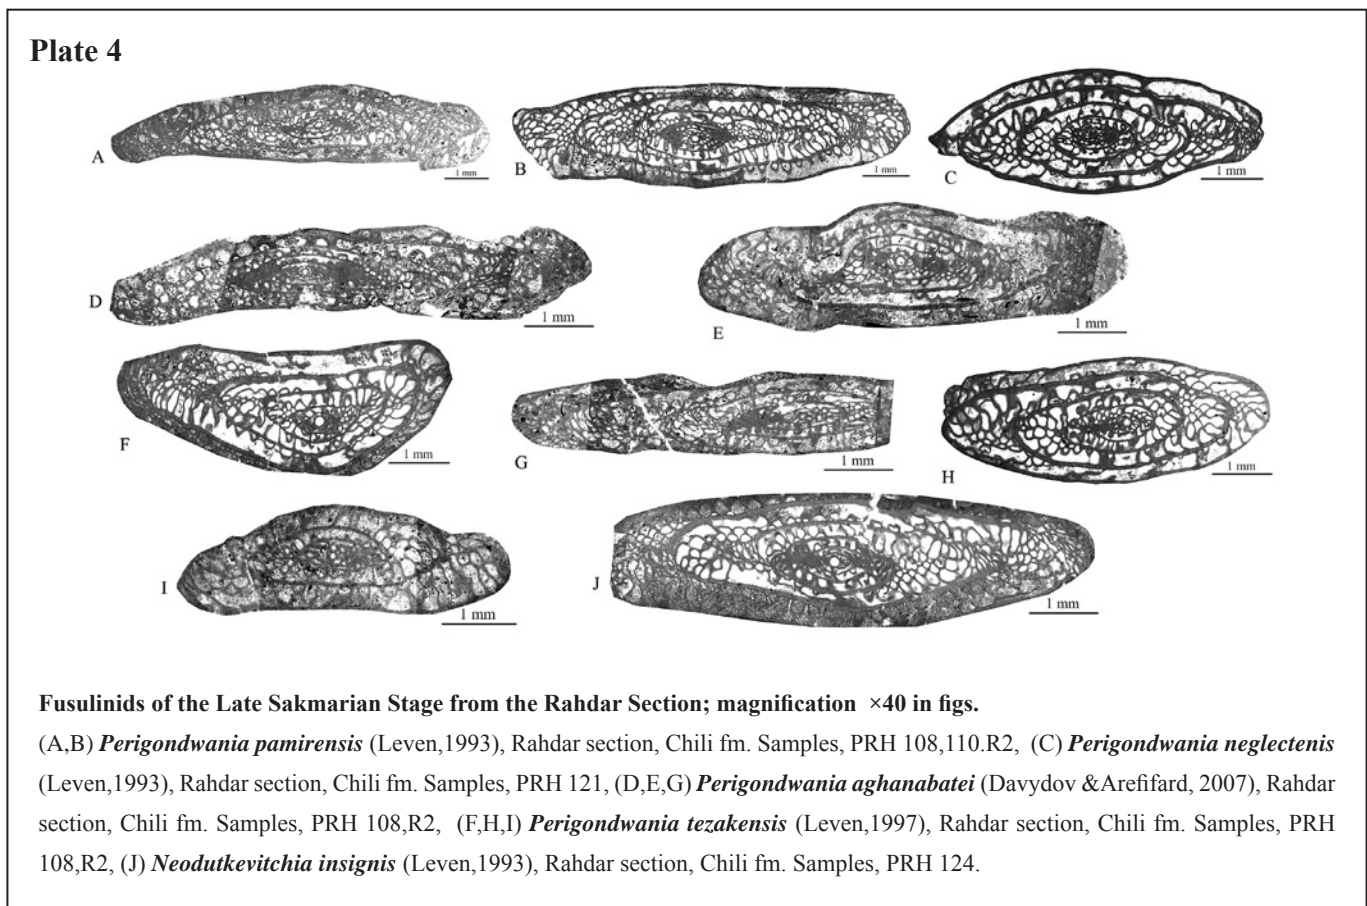 Plate 4
A
1 mm
B
1 mm
C
1 mm
D
1 mm
E
1 mm
F
1 mm
G
1 mm
H
1 mm
I
1 mm
J
1 mm
Fusulinids of the Late Sakmarian Stage from the Rahdar Section; magnification ×40 in figs.
(A,B) Perigondwania pamirensis (Leven,1993), Rahdar section, Chili fm. Samples, PRH 108,110.R2, (C) Perigondwania neglectenis
(Leven,1993), Rahdar section, Chili fm. Samples, PRH 121, (D,E,G) Perigondwania aghanabatei (Davydov &Arefifard, 2007), Rahdar
section, Chili fm. Samples, PRH 108,R2, (F,H,I) Perigondwania tezakensis (Leven,1997), Rahdar section, Chili fm. Samples, PRH
108,R2, (J) Neodutkevitchia insignis (Leven,1993), Rahdar section, Chili fm. Samples, PRH 124.